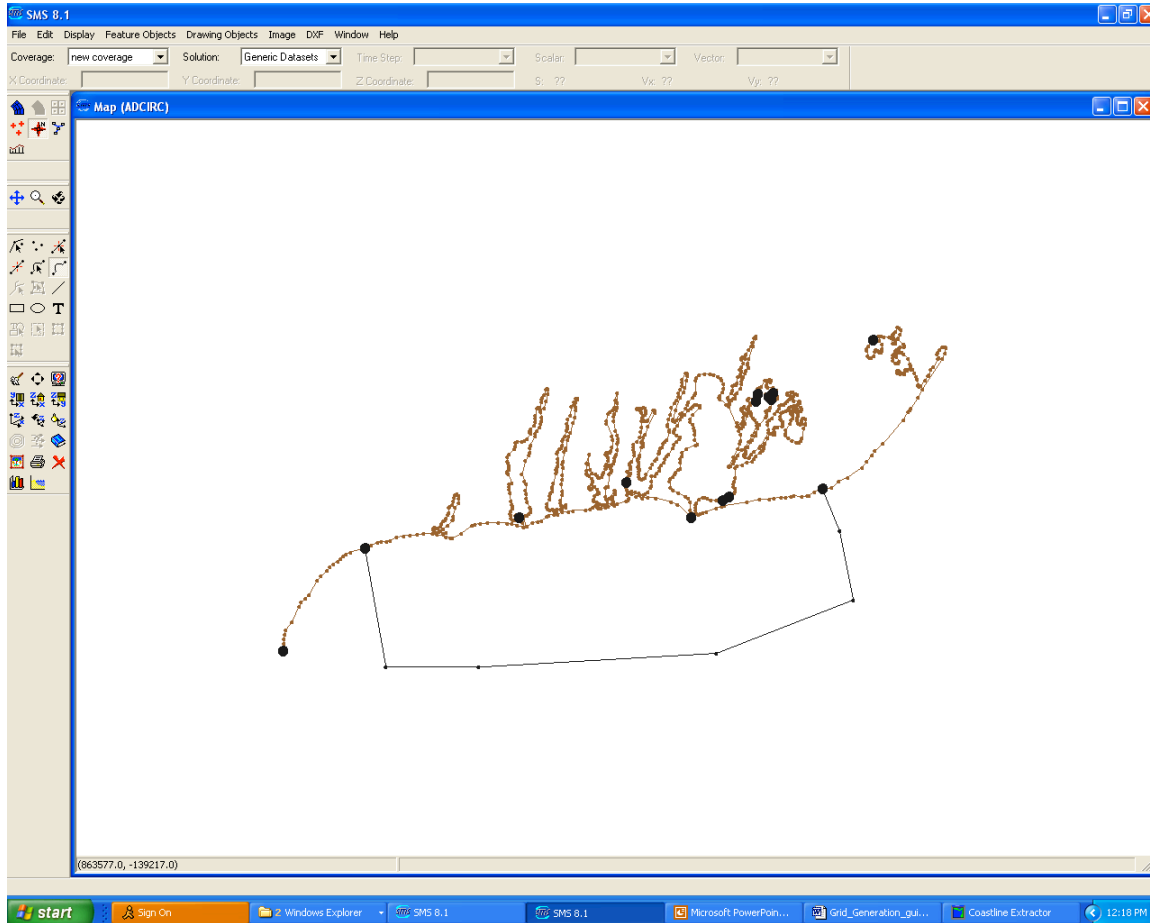 SMS 8.1
File Edit Display Feature Objects Drawing Objects Image DXF Window Help
Coverage: new coverage Solution: Generic Datasets Time Step: Scalar: Vector:
X Coordinate: Y Coordinate: Z Coordinate: S: ?? Vx: ?? Vy: ??
Map (ADCIRC)
T
(863577.0, -139217.0)
start Sign On 2 Windows Explorer SMS 8.1 SMS 8.1 Microsoft PowerPoin... Grid_Generation_gui... Coastline Extractor 12:18 PM